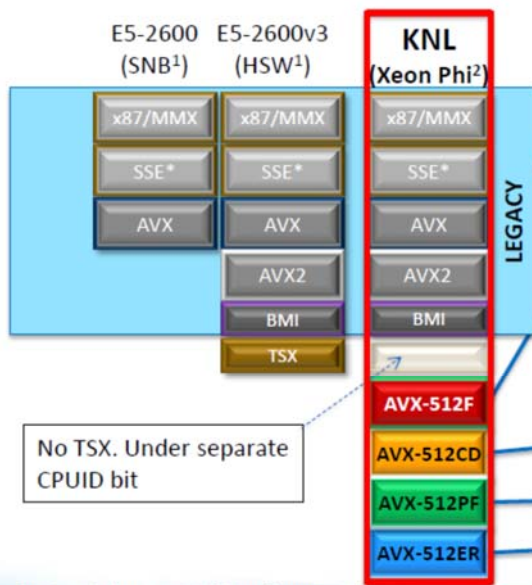 E5-2600
(SNB¹)
x87/MMX
SSE*
AVX
E5-2600v3
(HSW¹)
x87/MMX
SSE*
AVX
AVX2
BMI
TSX
KNL
(Xeon Phi²)
x87/MMX
SSE*
AVX
AVX2
BMI
AVX-512F
AVX-512CD
AVX-512PF
AVX-512ER
LEGACY
No TSX. Under separate
CPUID bit